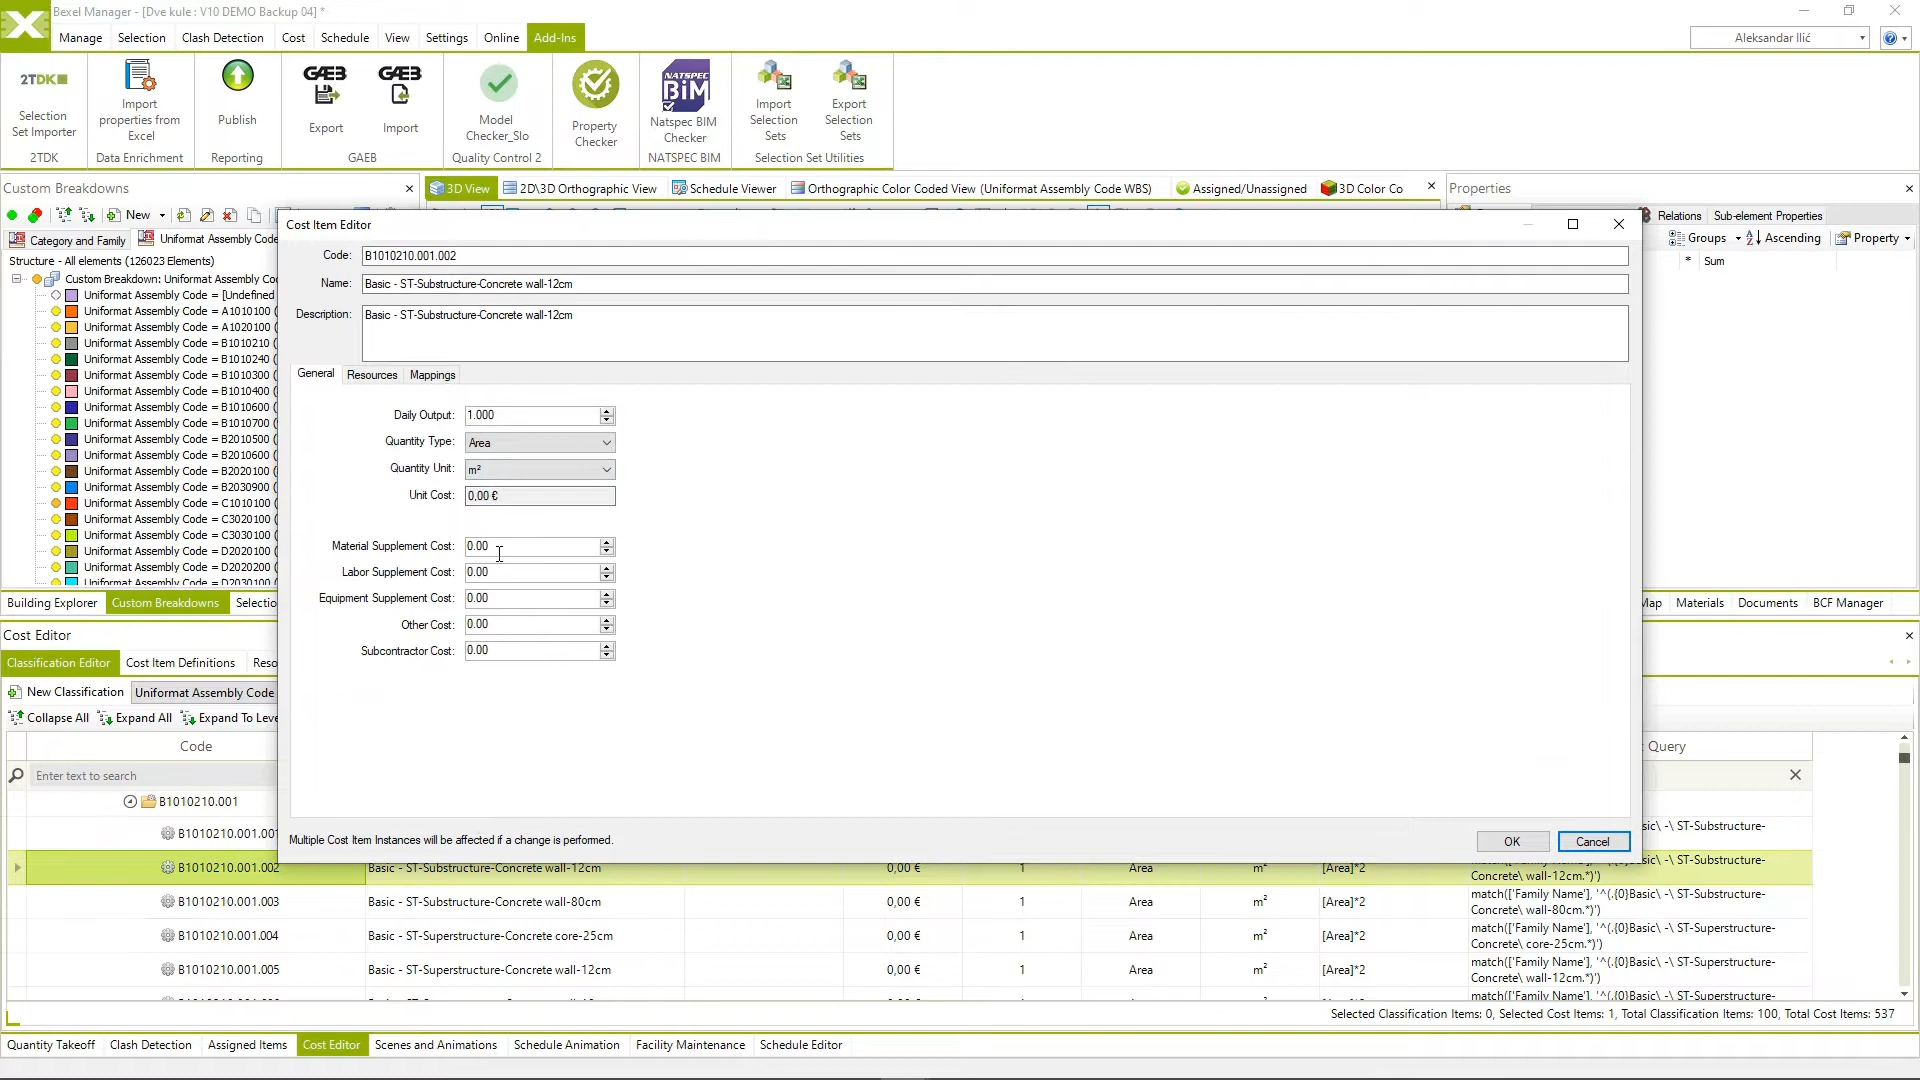 Bexel Manager - [Dve kule : V10 DEMO Backup 04] *
Manage Selection Clash Detection Cost Schedule View Settings Online Add-Ins
Aleksandar Ilić
2TDK
Selection
Set Importer
2TDK
Import
properties from
Excel
Data Enrichment
Publish
Reporting
GAEB
Export
GAEB
Import
GAEB
Model
Checker_Slo
Quality Control 2
Property
Checker
NATSPEC
BiM
Natspec BIM
Checker
NATSPEC BIM
Import
Selection
Sets
Export
Selection
Sets
Selection Set Utilities
Custom Breakdowns
3D View 2D\3D Orthographic View Schedule Viewer Orthographic Color Coded View (Uniformat Assembly Code WBS) Assigned/Unassigned 3D Color Co
Properties
New
Relations Sub-element Properties
Category and Family Uniformat Assembly Code
Groups Ascending Property
Structure - All elements (126023 Elements)
* Sum
Custom Breakdown: Uniformat Assembly Co
Uniformat Assembly Code = [Undefined
Uniformat Assembly Code = A1010100 (
Uniformat Assembly Code = A1020100 (
Uniformat Assembly Code = B1010210 (
Uniformat Assembly Code = B1010240 (
Uniformat Assembly Code = B1010300 (
Uniformat Assembly Code = B1010400 (
Uniformat Assembly Code = B1010600 (
Uniformat Assembly Code = B1010700 (
Uniformat Assembly Code = B2010500 (
Uniformat Assembly Code = B2010600 (
Uniformat Assembly Code = B2020100 (
Uniformat Assembly Code = B2030900 (
Uniformat Assembly Code = C1010100 (
Uniformat Assembly Code = C3020100 (
Uniformat Assembly Code = C3030100 (
Uniformat Assembly Code = D2020100 (
Uniformat Assembly Code = D2020200 (
Uniformat Assembly Code = D2030100 (
Building Explorer Custom Breakdowns Selectio
Map Materials Documents BCF Manager
Cost Item Editor
Code: B1010210.001.002
Name: Basic - ST-Substructure-Concrete wall-12cm
Description: Basic - ST-Substructure-Concrete wall-12cm
General Resources Mappings
Daily Output: 1.000
Quantity Type: Area
Quantity Unit: m²
Unit Cost: 0,00 €
Material Supplement Cost: 0.00
Labor Supplement Cost: 0.00
Equipment Supplement Cost: 0.00
Other Cost: 0.00
Subcontractor Cost: 0.00
Multiple Cost Item Instances will be affected if a change is performed.
OK Cancel
Cost Editor
Classification Editor Cost Item Definitions Reso
New Classification Uniformat Assembly Code
Collapse All Expand All Expand To Leve
Code
Query
Enter text to search
B1010210.001
B1010210.001.001
sic\ -\ ST-Substructure-
B1010210.001.002 Basic - ST-Substructure-Concrete wall-12cm 0,00 € 1 Area m² [Area]*2 match(['Family Name'], '^(.{0}Basic\ -\ ST-Substructure-
Concrete\ wall-12cm.*)')
B1010210.001.003 Basic - ST-Substructure-Concrete wall-80cm 0,00 € 1 Area m² [Area]*2 match(['Family Name'], '^(.{0}Basic\ -\ ST-Substructure-
Concrete\ wall-80cm.*)')
B1010210.001.004 Basic - ST-Superstructure-Concrete core-25cm 0,00 € 1 Area m² [Area]*2 match(['Family Name'], '^(.{0}Basic\ -\ ST-Superstructure-
Concrete\ core-25cm.*)')
B1010210.001.005 Basic - ST-Superstructure-Concrete wall-12cm 0,00 € 1 Area m² [Area]*2 match(['Family Name'], '^(.{0}Basic\ -\ ST-Superstructure-
Concrete\ wall-12cm.*)')
match(['Family Name'], '^(.{0}Basic\ -\ ST-Superstructure-
Selected Classification Items: 0, Selected Cost Items: 1, Total Classification Items: 100, Total Cost Items: 537
Quantity Takeoff Clash Detection Assigned Items Cost Editor Scenes and Animations Schedule Animation Facility Maintenance Schedule Editor